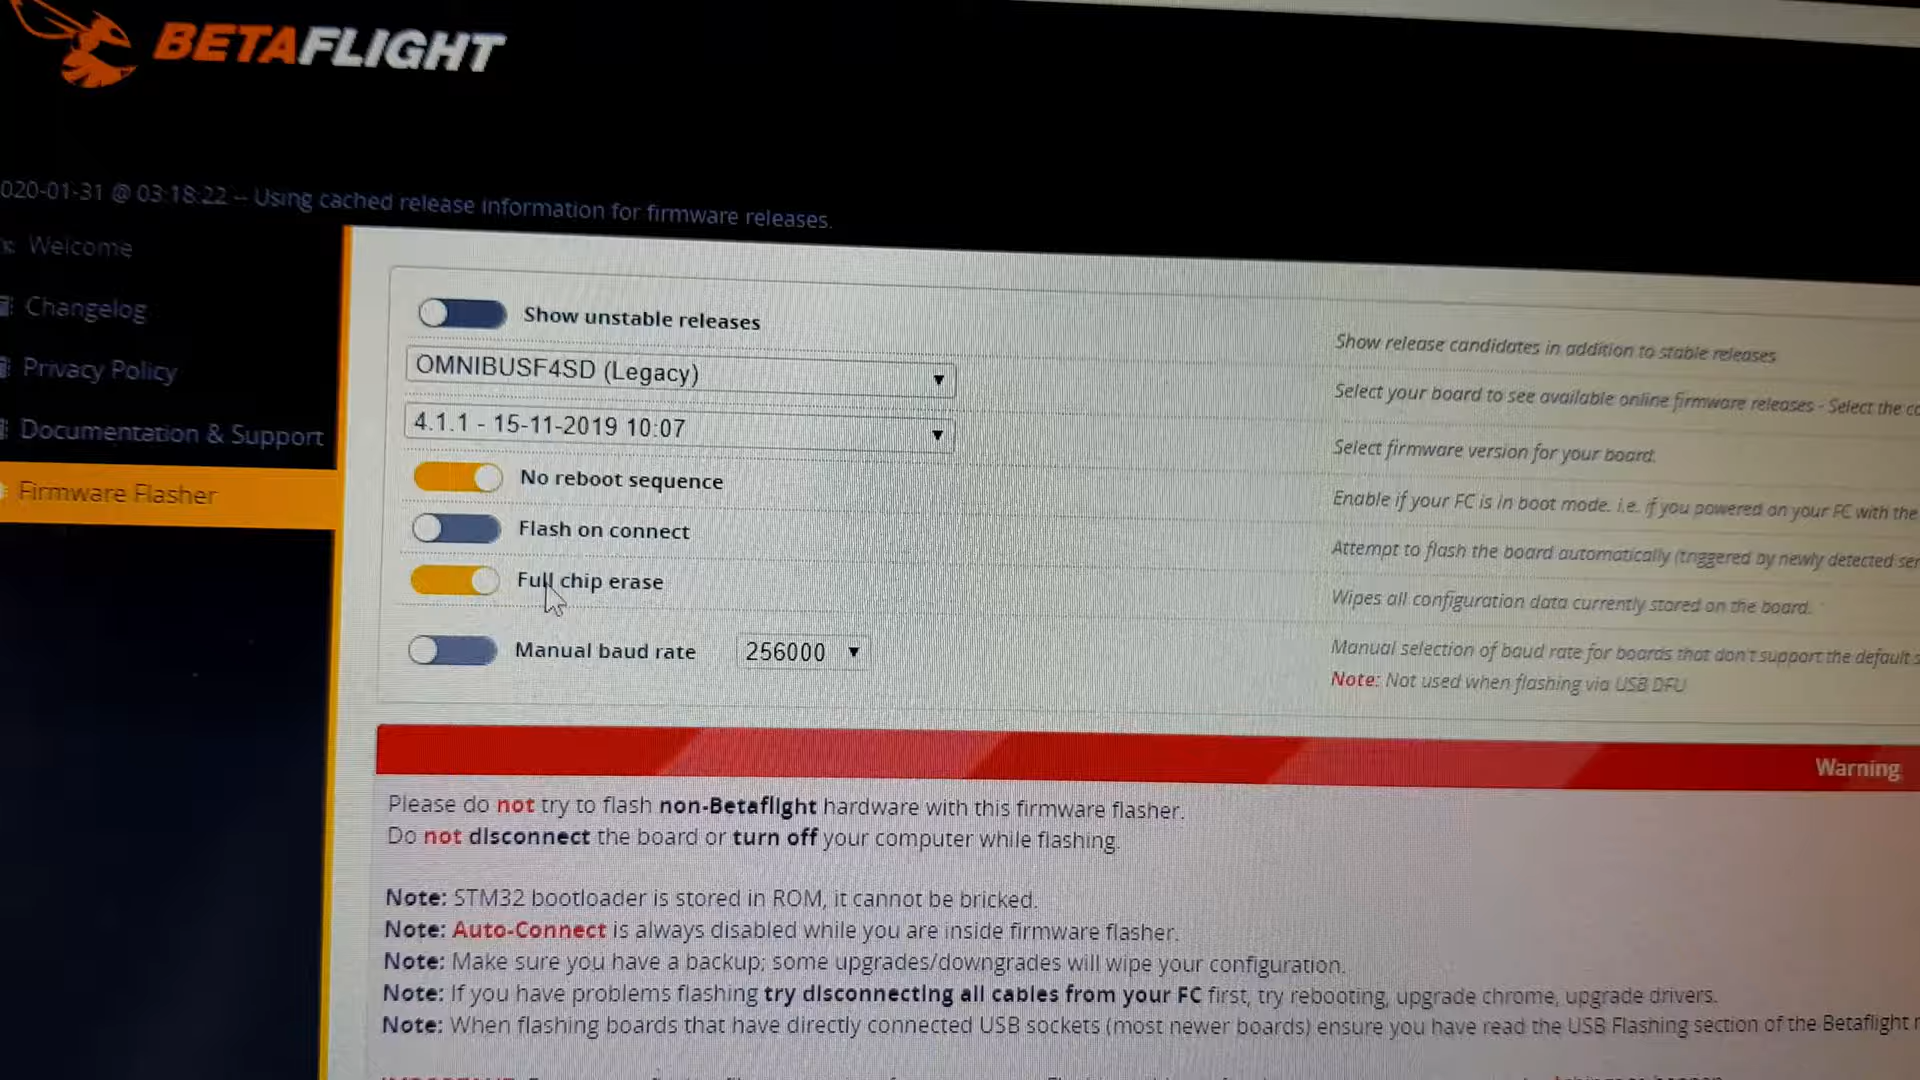 BETAFLIGHT
020-01-31 @ 03:18:22 -- Using cached release information for firmware releases.
Welcome
Changelog
Privacy Policy
Documentation & Support
Firmware Flasher
Show unstable releases
Show release candidates in addition to stable releases
OMNIBUSF4SD (Legacy)
Select your board to see available online firmware releases - Select the co
4.1.1 - 15-11-2019 10:07
Select firmware version for your board.
No reboot sequence
Enable if your FC is in boot mode. i.e. if you powered on your FC with the
Flash on connect
Attempt to flash the board automatically (triggered by newly detected ser
Full chip erase
Wipes all configuration data currently stored on the board.
Manual baud rate
256000
Manual selection of baud rate for boards that don't support the default s
Note: Not used when flashing via USB DFU
Warning
Please do not try to flash non-Betaflight hardware with this firmware flasher.
Do not disconnect the board or turn off your computer while flashing.
Note: STM32 bootloader is stored in ROM, it cannot be bricked.
Note: Auto-Connect is always disabled while you are inside firmware flasher.
Note: Make sure you have a backup; some upgrades/downgrades will wipe your configuration.
Note: If you have problems flashing try disconnecting all cables from your FC first, try rebooting, upgrade chrome, upgrade drivers.
Note: When flashing boards that have directly connected USB sockets (most newer boards) ensure you have read the USB Flashing section of the Betaflight